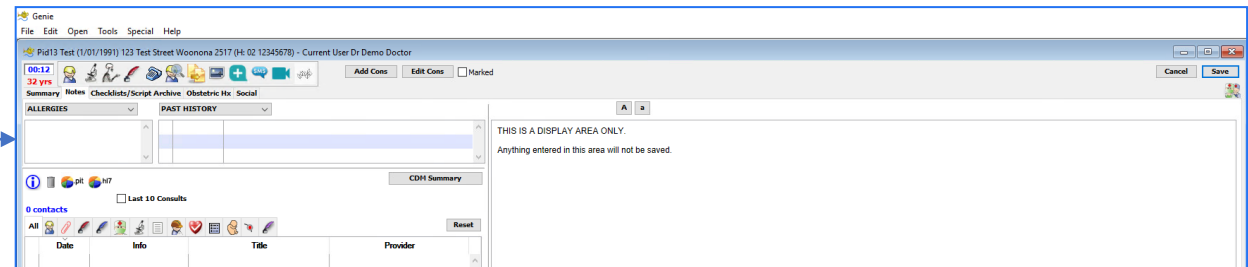 Genie
File Edit Open Tools Special Help
Pid13 Test (1/01/1991) 123 Test Street Woonona 2517 (H: 02 12345678) - Current User Dr Demo Doctor
00:12
32 yrs
SMS
Add Cons Edit Cons Marked
Cancel Save
Summary Notes Checklists/Script Archive Obstetric Hx Social
ALLERGIES PAST HISTORY
A a
THIS IS A DISPLAY AREA ONLY.
Anything entered in this area will not be saved.
pit hl7
CDM Summary
Last 10 Consults
0 contacts
All
Reset
Date Info Title Provider